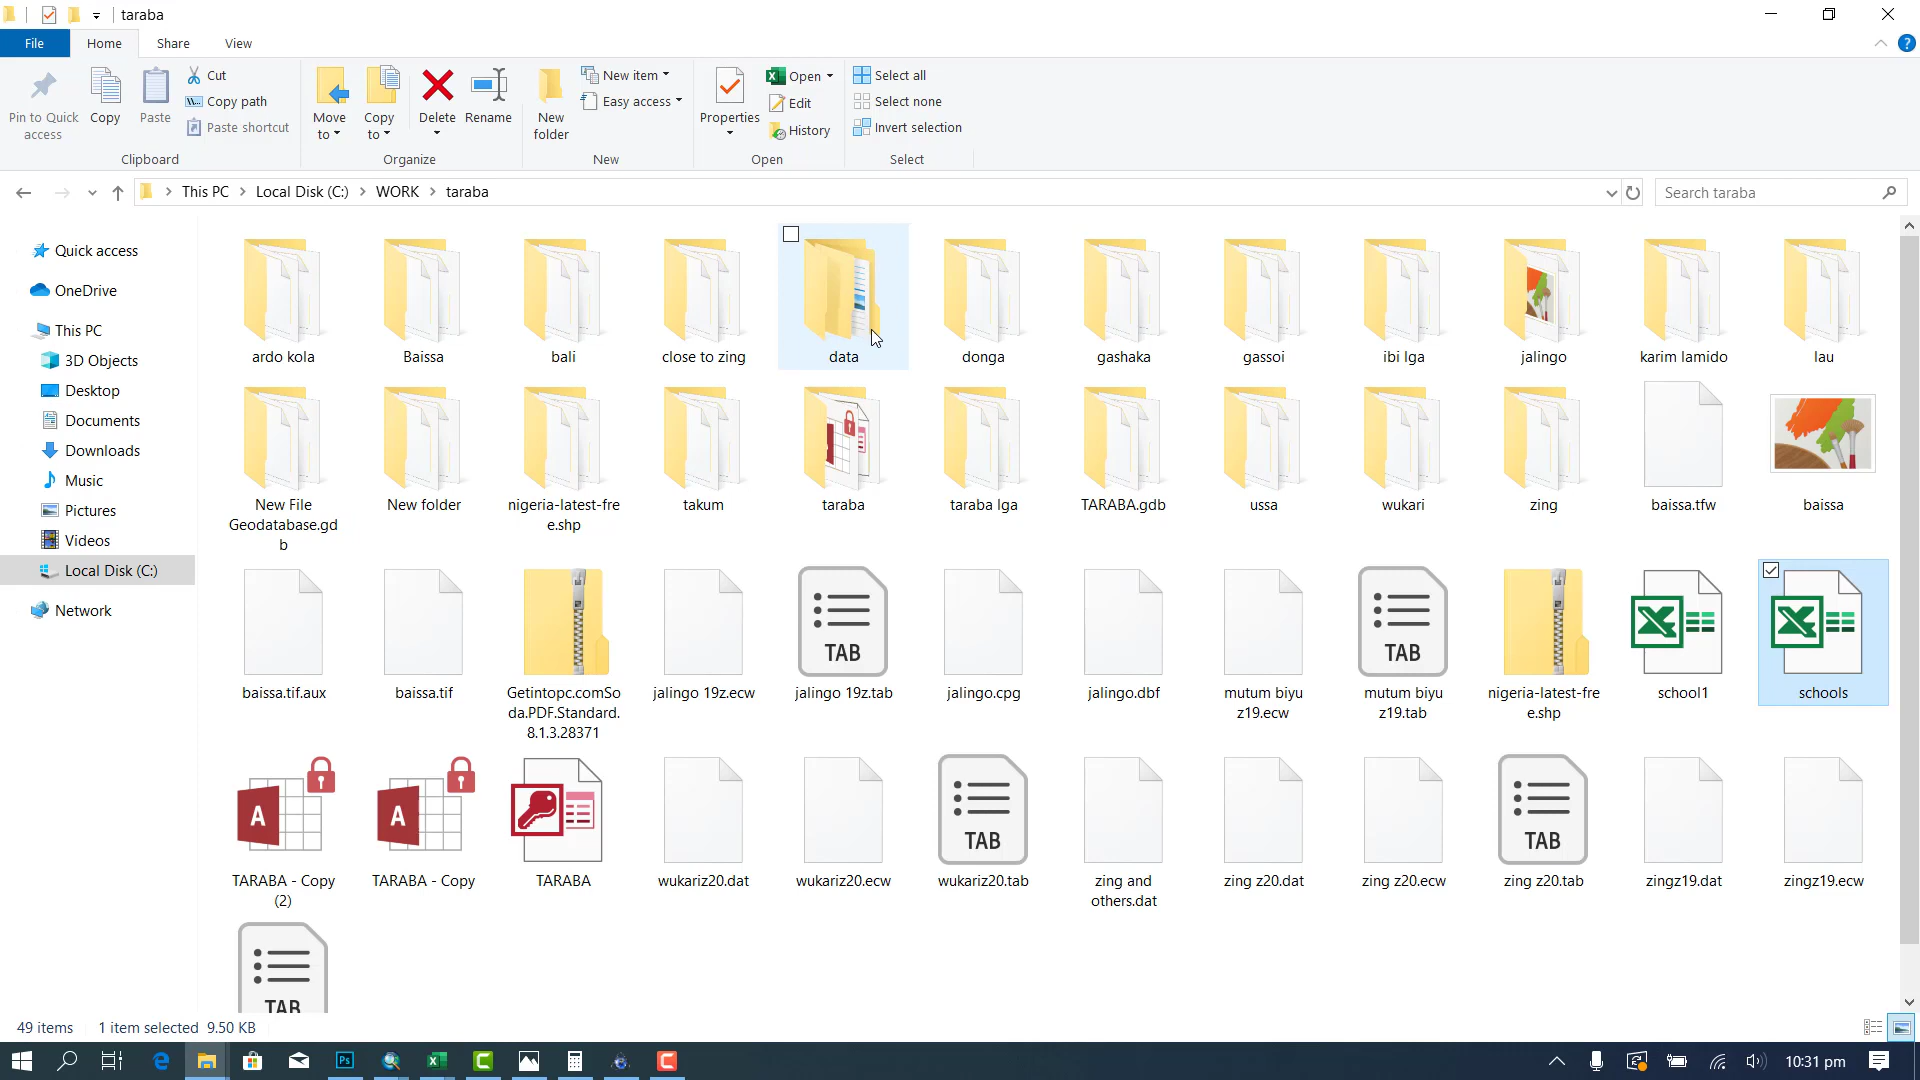 taraba
File Home Share View
Pin to Quick access
Copy
Paste
Cut
Copy path
Paste shortcut
Clipboard
Move to
Copy to
Delete
Rename
Organize
New folder
New item
Easy access
New
Properties
Open
Edit
History
Open
Select all
Select none
Invert selection
Select
This PC > Local Disk (C:) > WORK > taraba
Search taraba
Quick access
OneDrive
This PC
3D Objects
Desktop
Documents
Downloads
Music
Pictures
Videos
Local Disk (C:)
Network
ardo kola Baissa bali close to zing data donga gashaka gassoi ibi lga jalingo karim lamido lau
New File
Geodatabase.gd
b
New folder
nigeria-latest-fre
e.shp
takum taraba taraba lga TARABA.gdb ussa wukari zing baissa.tfw baissa
TAB
TAB
baissa.tif.aux baissa.tif
Getintopc.comSo
da.PDF.Standard.
8.1.3.28371
jalingo 19z.ecw jalingo 19z.tab jalingo.cpg jalingo.dbf
mutum biyu
z19.ecw
mutum biyu
z19.tab
nigeria-latest-fre
e.shp
school1 schools
A
A
TAB
TAB
TARABA - Copy
(2)
TARABA - Copy TARABA wukariz20.dat wukariz20.ecw wukariz20.tab
zing and
others.dat
zing z20.dat zing z20.ecw zing z20.tab zingz19.dat zingz19.ecw
TAB
49 items 1 item selected 9.50 KB
Ps
10:31 pm